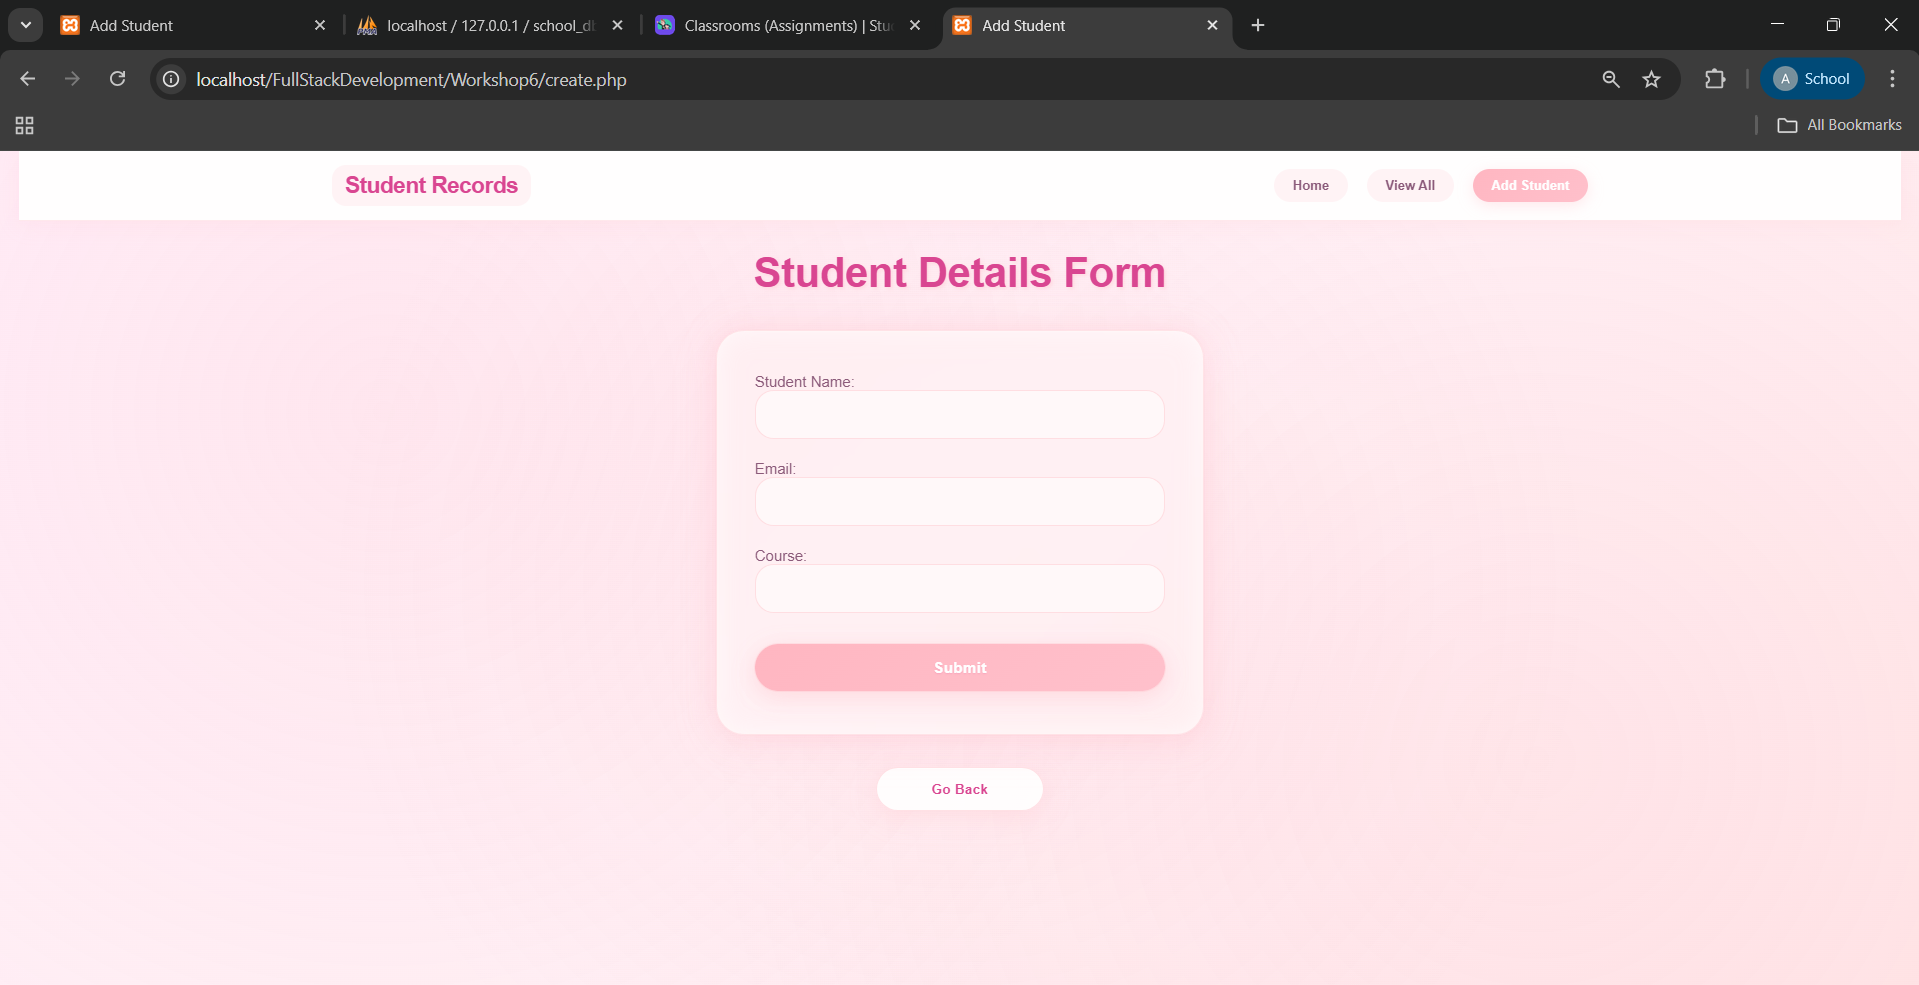 Add Student
localhost / 127.0.0.1 / school_db
Classrooms (Assignments) | Stu
Add Student
localhost/FullStackDevelopment/Workshop6/create.php
A School
All Bookmarks
Student Records
Home
View All
Add Student
Student Details Form
Student Name:
Email:
Course:
Submit
Go Back